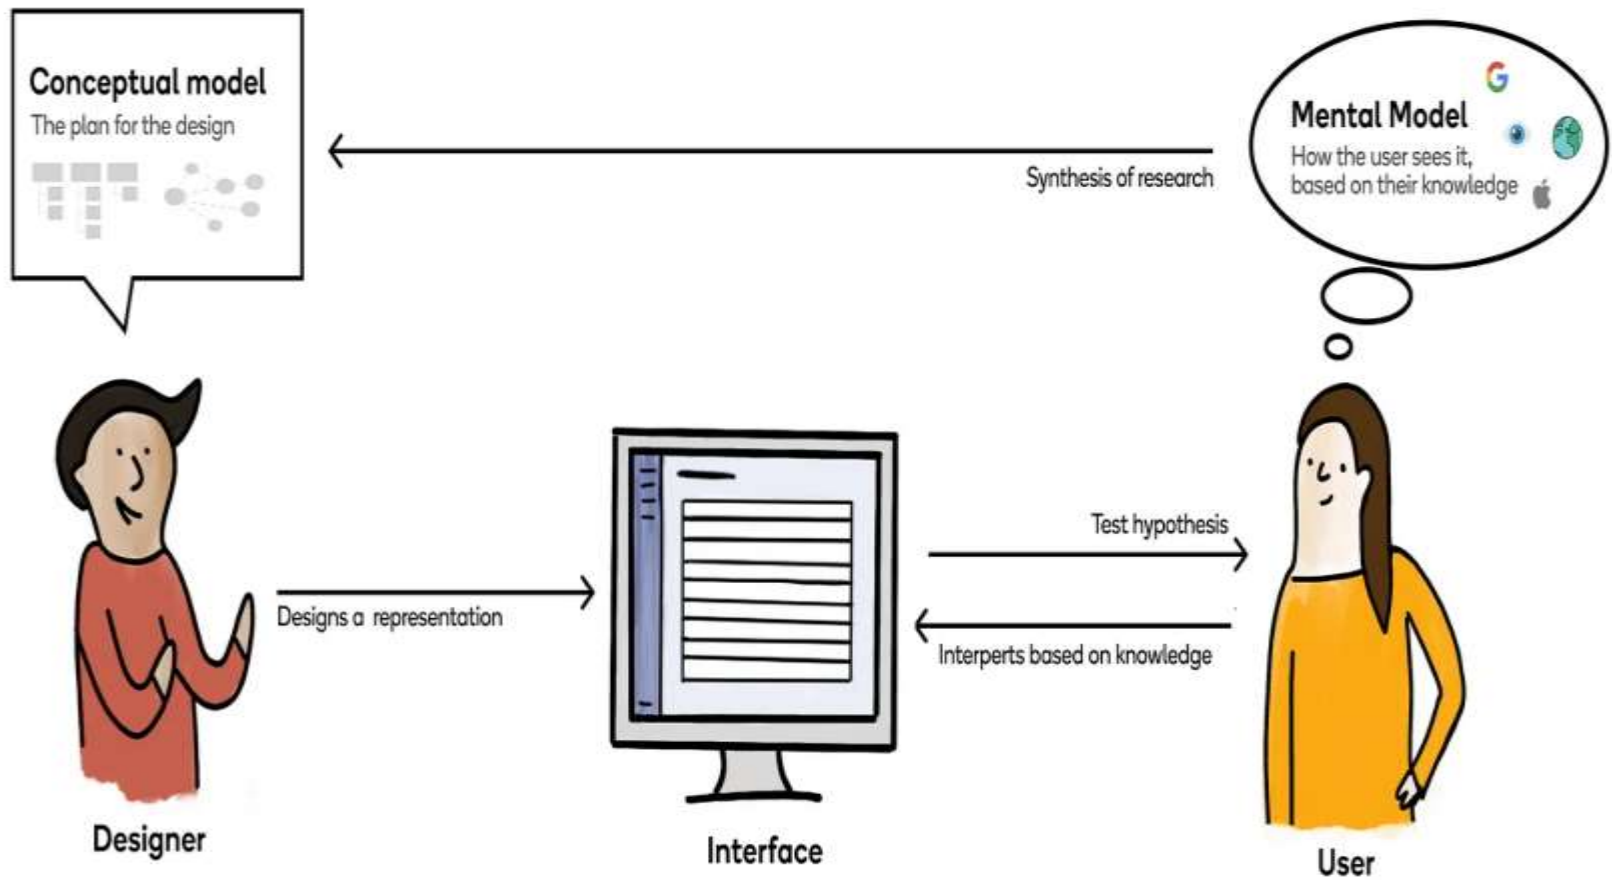 Conceptual model
The plan for the design
Synthesis of research
Mental Model
How the user sees it,
based on their knowledge
Designs a representation
Test hypothesis
Interperts based on knowledge
Designer
Interface
User